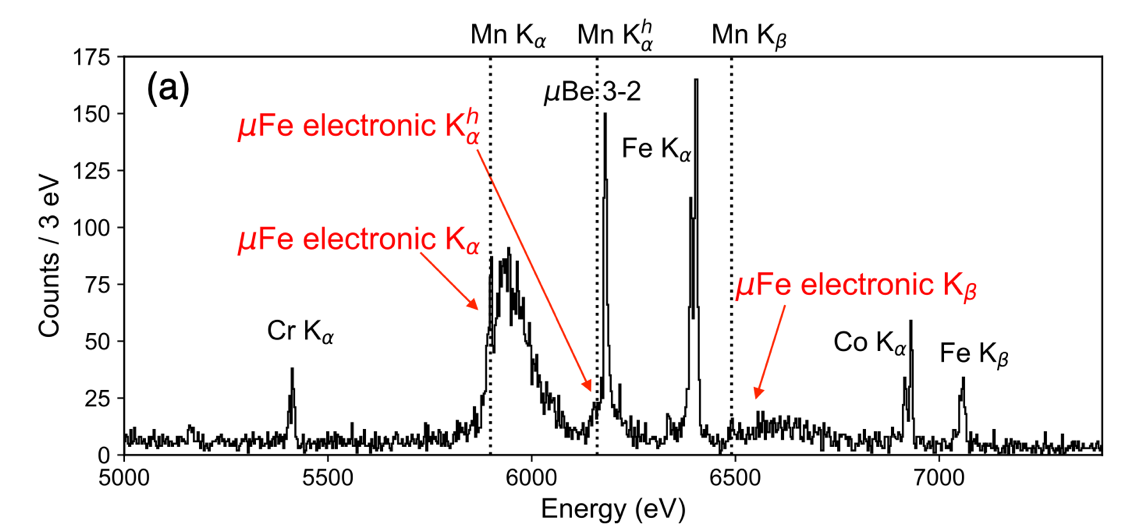 Mn Kα Mn Kαʰ Mn Kβ
(a)
μBe 3-2
μFe electronic Kαʰ
Fe Kα
μFe electronic Kα
μFe electronic Kβ
Cr Kα
Co Kα
Fe Kβ
Counts / 3 eV
175
150
125
100
75
50
25
0
5000 5500 6000 6500 7000
Energy (eV)